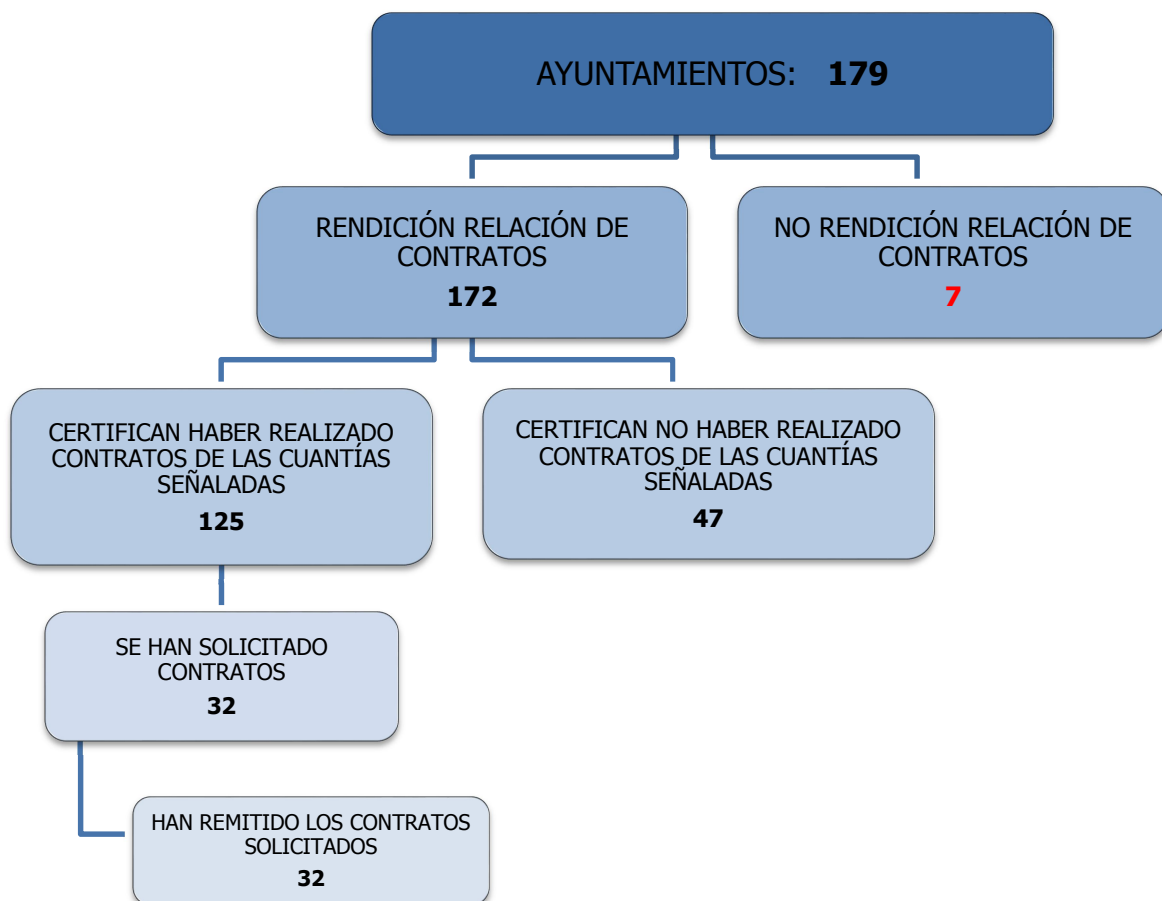 AYUNTAMIENTOS: 179
RENDICIÓN RELACIÓN DE
CONTRATOS
172
NO RENDICIÓN RELACIÓN DE
CONTRATOS
7
CERTIFICAN HABER REALIZADO
CONTRATOS DE LAS CUANTÍAS
SEÑALADAS
125
CERTIFICAN NO HABER REALIZADO
CONTRATOS DE LAS CUANTÍAS
SEÑALADAS
47
SE HAN SOLICITADO
CONTRATOS
32
HAN REMITIDO LOS CONTRATOS
SOLICITADOS
32